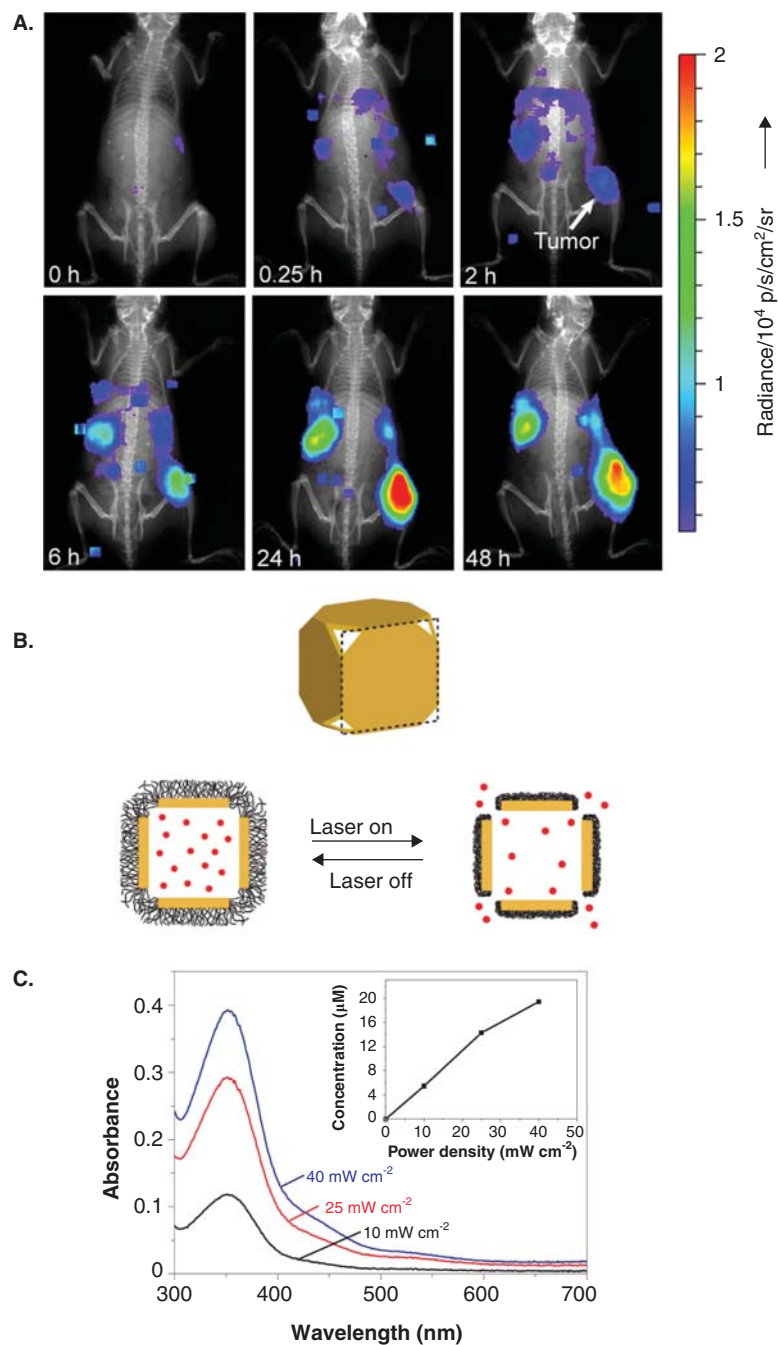 A.
0 h
0.25 h
2 h
Tumor
6 h
24 h
48 h
2
1.5
1
Radiance/10⁴ p/s/cm²/sr
B.
Laser on
Laser off
C.
Absorbance
0.4
0.3
0.2
0.1
0
300 400 500 600 700
Wavelength (nm)
40 mW cm⁻²
25 mW cm⁻²
10 mW cm⁻²
Concentration (μM)
20
16
12
8
4
0
0 10 20 30 40 50
Power density (mW cm⁻²)